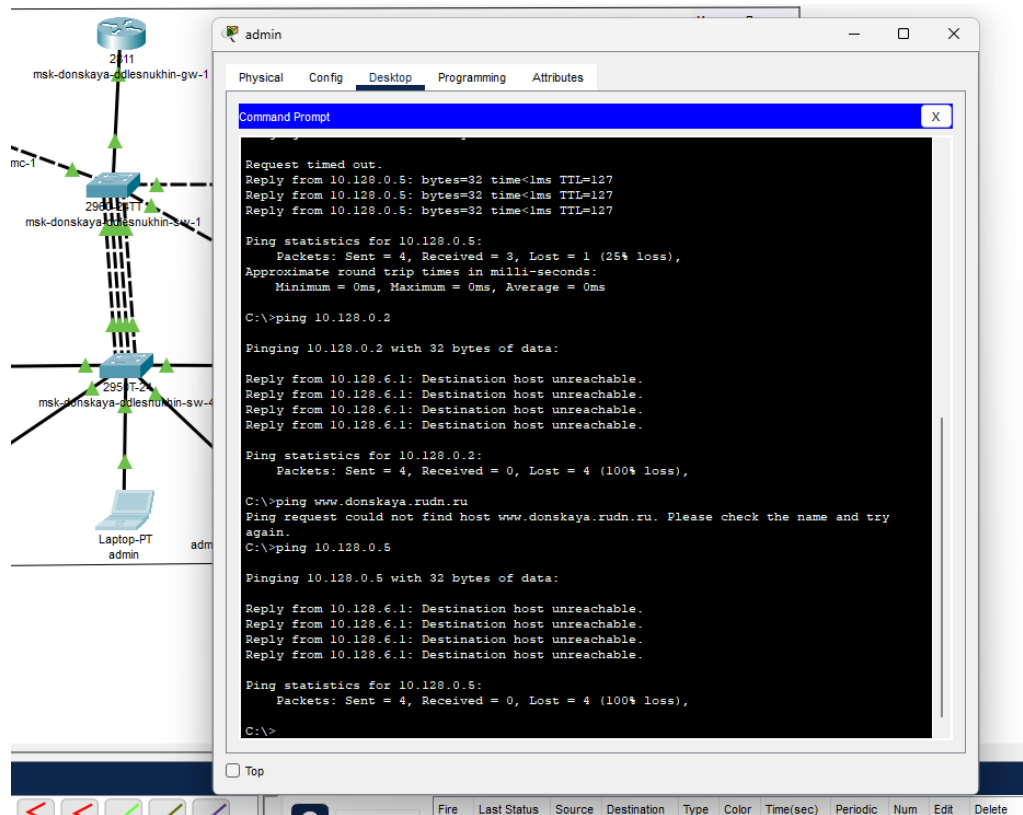 admin
Physical Config Desktop Programming Attributes
Command Prompt
X
Request timed out.
Reply from 10.128.0.5: bytes=32 time<1ms TTL=127
Reply from 10.128.0.5: bytes=32 time<1ms TTL=127
Reply from 10.128.0.5: bytes=32 time<1ms TTL=127
Ping statistics for 10.128.0.5:
Packets: Sent = 4, Received = 3, Lost = 1 (25% loss),
Approximate round trip times in milli-seconds:
Minimum = 0ms, Maximum = 0ms, Average = 0ms
C:\>ping 10.128.0.2
Pinging 10.128.0.2 with 32 bytes of data:
Reply from 10.128.6.1: Destination host unreachable.
Reply from 10.128.6.1: Destination host unreachable.
Reply from 10.128.6.1: Destination host unreachable.
Reply from 10.128.6.1: Destination host unreachable.
Ping statistics for 10.128.0.2:
Packets: Sent = 4, Received = 0, Lost = 4 (100% loss),
C:\>ping www.donskaya.rudn.ru
Ping request could not find host www.donskaya.rudn.ru. Please check the name and try
again.
C:\>ping 10.128.0.5
Pinging 10.128.0.5 with 32 bytes of data:
Reply from 10.128.6.1: Destination host unreachable.
Reply from 10.128.6.1: Destination host unreachable.
Reply from 10.128.6.1: Destination host unreachable.
Reply from 10.128.6.1: Destination host unreachable.
Ping statistics for 10.128.0.5:
Packets: Sent = 4, Received = 0, Lost = 4 (100% loss),
C:\>
Top
2811
msk-donskaya-ddlesnukhin-gw-1
mc-1
2960-24TT
msk-donskaya-ddlesnukhin-sw-1
2950T-24
msk-donskaya-ddlesnukhin-sw-4
Laptop-PT
admin
adm
Fire Last Status Source Destination Type Color Time(sec) Periodic Num Edit Delete